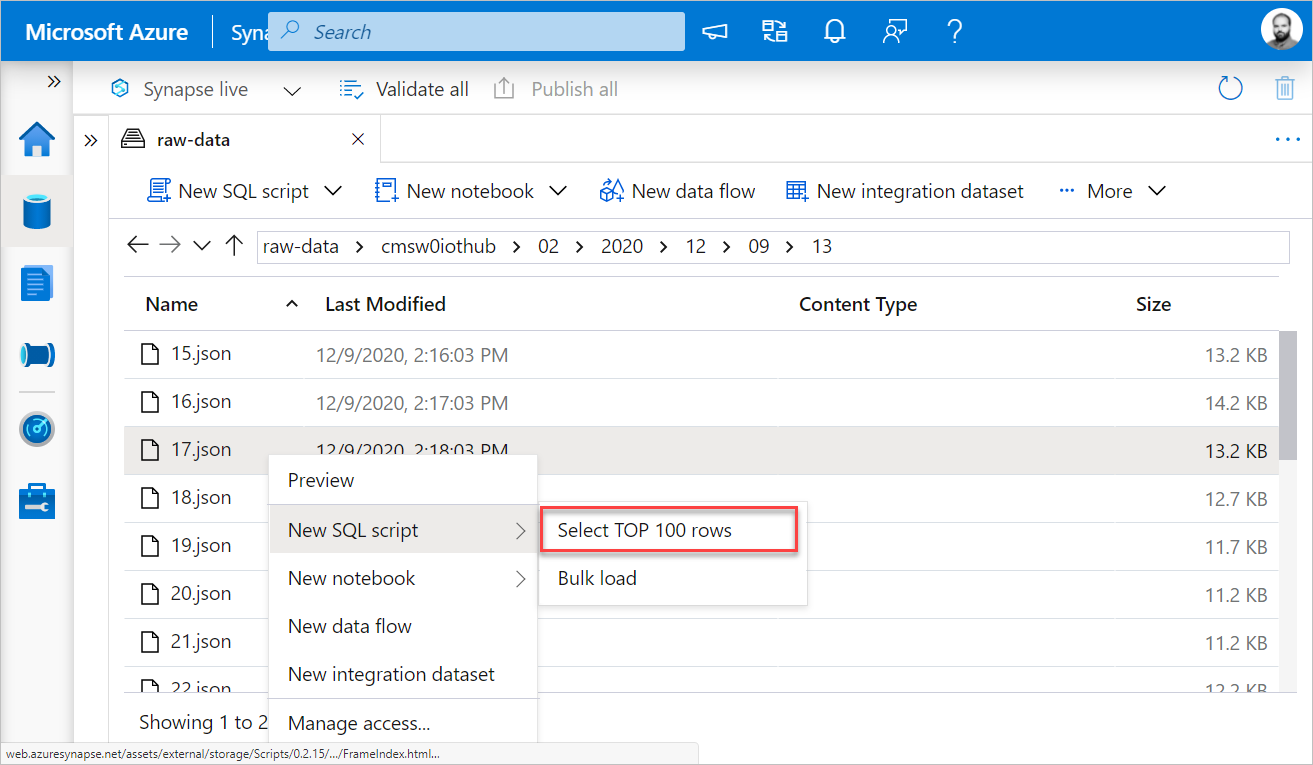 Microsoft Azure
Syna
Search
Synapse live
Validate all
Publish all
raw-data
New SQL script
New notebook
New data flow
New integration dataset
More
raw-data > cmsw0iothub > 02 > 2020 > 12 > 09 > 13
Name Last Modified Content Type Size
15.json 12/9/2020, 2:16:03 PM 13.2 KB
16.json 12/9/2020, 2:17:03 PM 14.2 KB
17.json 12/9/2020, 2:18:03 PM 13.2 KB
18.json 12.7 KB
19.json 11.7 KB
20.json 11.2 KB
21.json 11.2 KB
22.json 12.2 KB
Preview
New SQL script
New notebook
New data flow
New integration dataset
Manage access...
Select TOP 100 rows
Bulk load
Showing 1 to 2
web.azuresynapse.net/assets/external/storage/Scripts/0.2.15/.../FrameIndex.html...